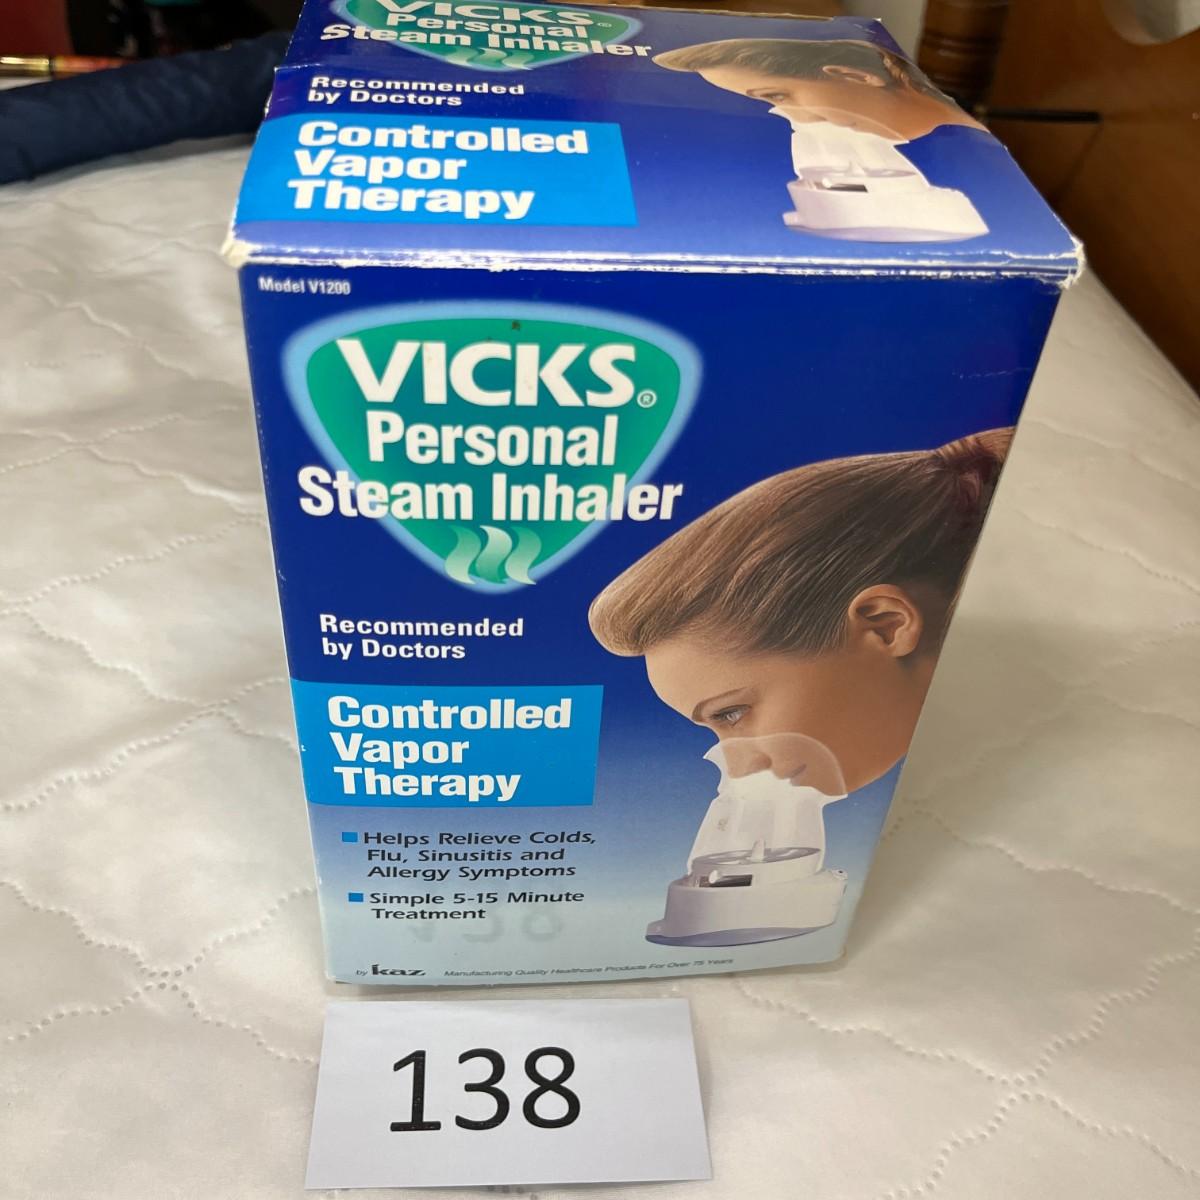 VICKS®
Personal
Steam Inhaler
Recommended
by Doctors
Controlled
Vapor
Therapy
Model V1200
VICKS®
Personal
Steam Inhaler
Recommended
by Doctors
Controlled
Vapor
Therapy
Helps Relieve Colds,
Flu, Sinusitis and
Allergy Symptoms
Simple 5-15 Minute
Treatment
by kaz. Manufacturing Quality Healthcare Products For Over 75 Years
138